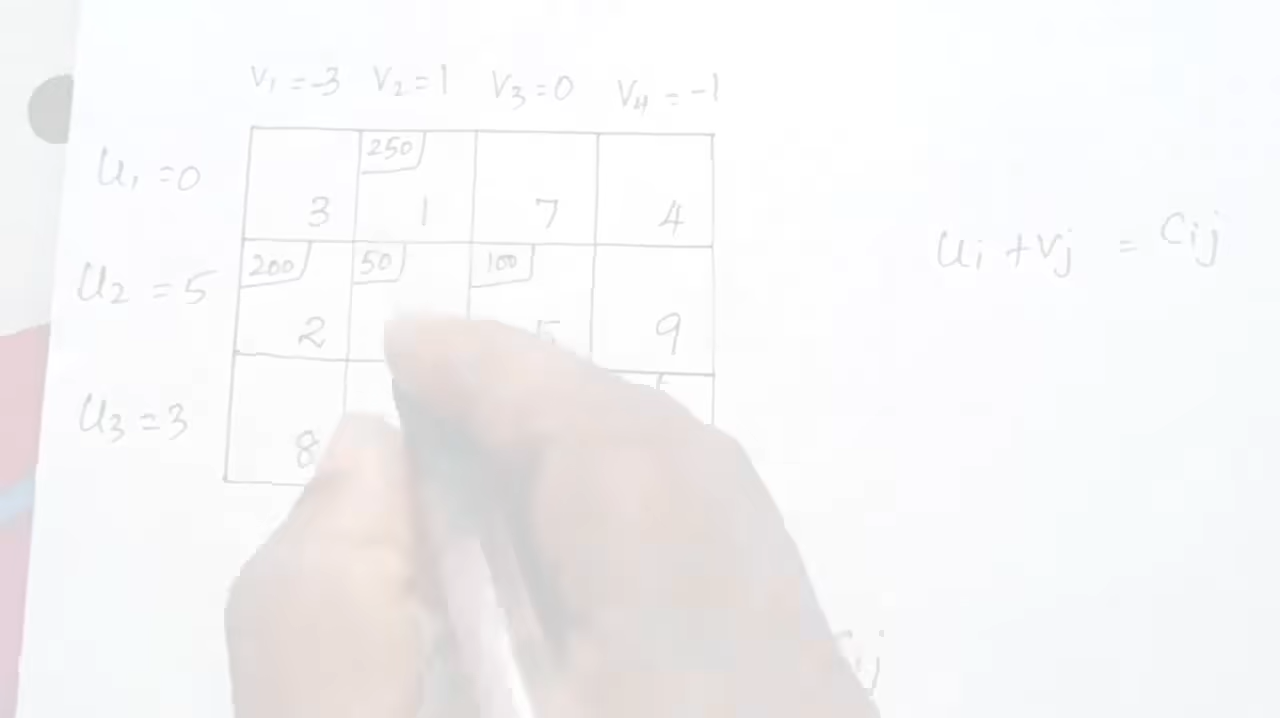 V1 = -3 V2 = 1 V3 = 0 V4 = -1
250
U1 = 0 3 1 7 4
Ui + Vj = Cij
200 50 100
U2 = 5 2 5 9
U3 = 3 8